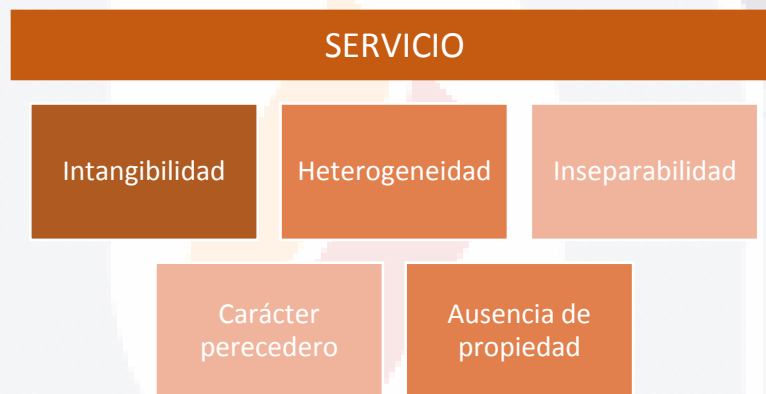 SERVICIO
Intangibilidad
Heterogeneidad
Inseparabilidad
Carácter
perecedero
Ausencia de
propiedad